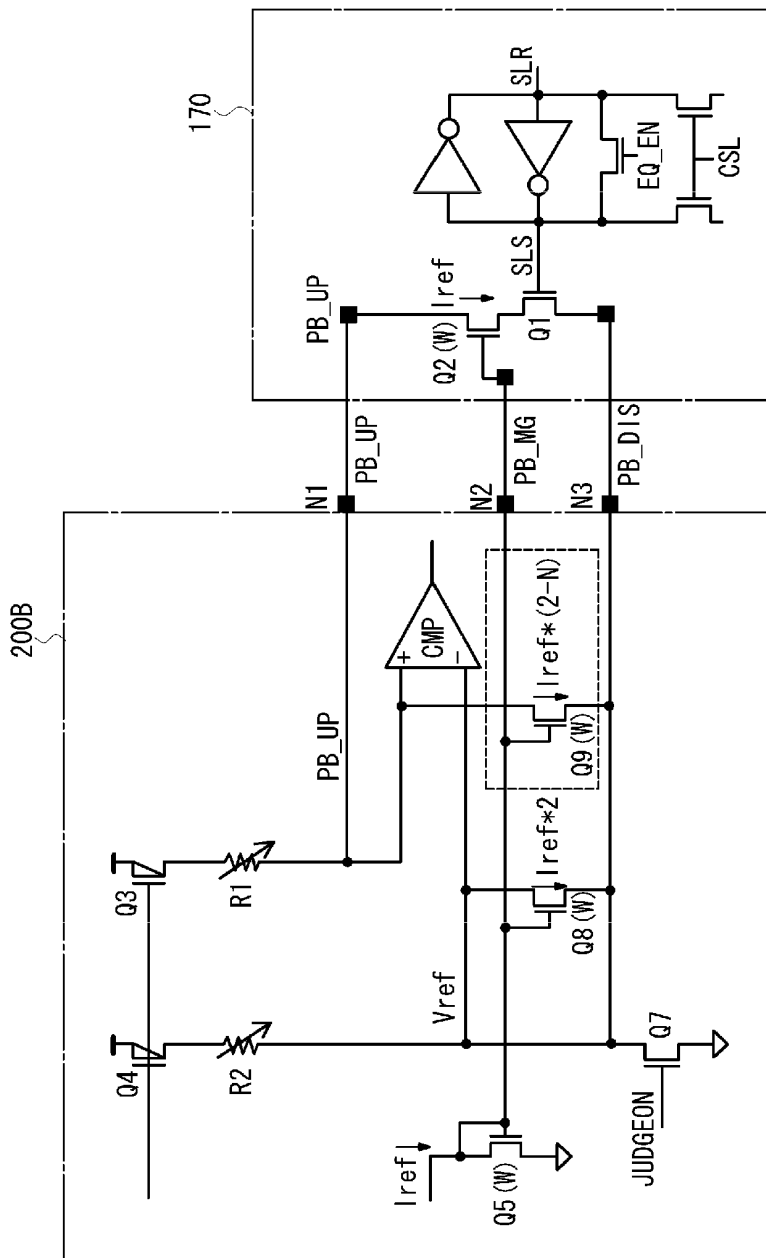 200B
170
Q4
Q3
R2
R1
PB_UP
N1
PB_UP
PB_UP
CMP
+
-
Vref
Iref
Q5(W)
Iref*2
Q8(W)
Iref*(2-N)
Q9(W)
N2
PB_MG
N3
PB_DIS
Q7
JUDGEON
Q2(W)
Iref
Q1
SLS
SLR
EQ_EN
CSL